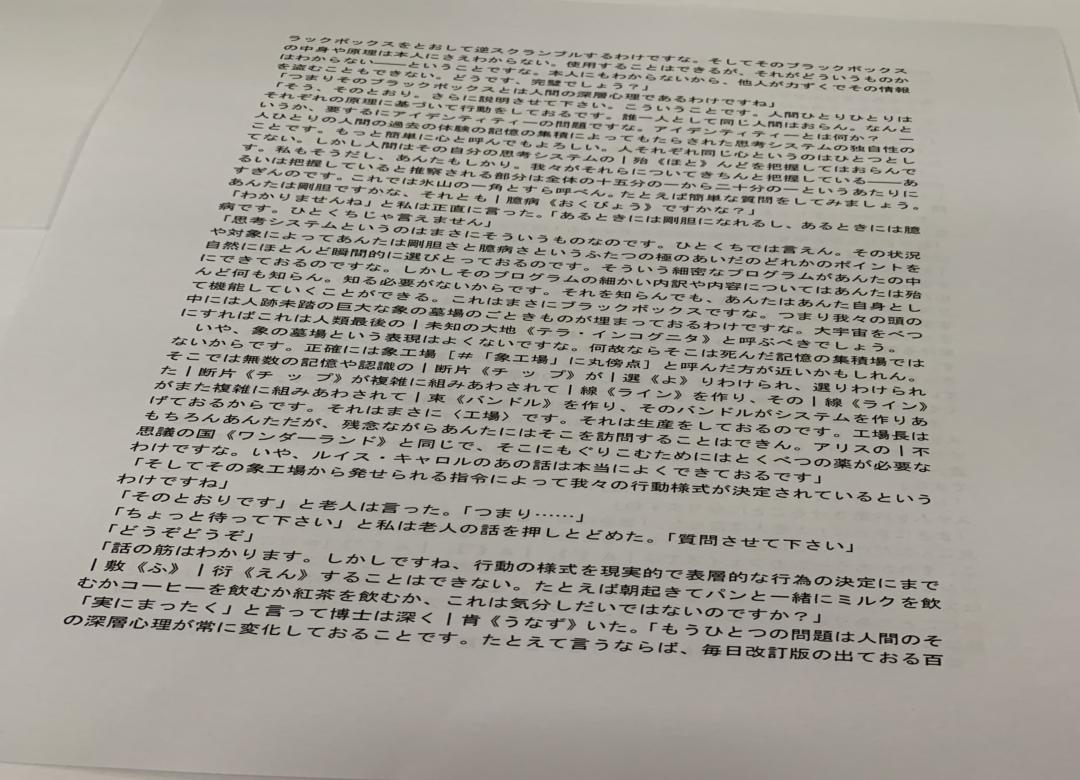 ラックボックスをとおして逆スクランブルするわけですな。そしてそのブラックボックス
の中身や原理は本人にさえわからない。使用することはできるが、それがどういうものか
はわからない――ということですな。本人にもわからないから、他人が力ずくでその情報
を盗むこともできない。どうです、完璧でしょう？」
「つまりそのブラックボックスとは人間の深層心理であるわけですね」
「そう、そのとおり。さらに説明させて下さい。こういうことです。人間ひとりひとりは
それぞれの原理に基づいて行動をしておるです。誰一人として同じ人間はおらん。なんと
いうか、要するにアイデンティティーの問題ですな。アイデンティティーとは何か？　一
人ひとりの人間の過去の体験の記憶の集積によってもたらされた思考システムの独自性の
ことです。もっと簡単に心と呼んでもよろしい。人それぞれ同じ心というのはひとつとし
てない。しかし人間はその自分の思考システムの｜殆《ほと》んどを把握してはおらんで
す。私もそうだし、あんたもしかり。我々がそれらについてきちんと把握している――あ
るいは把握していると推察される部分は全体の十五分の一から二十分の一というあたりに
すぎんのです。これでは氷山の一角とすら呼べん。たとえば簡単な質問をしてみましょう。
あんたは剛胆ですかな、それとも｜臆病《おくびょう》ですかな？」
「わかりませんね」と私は正直に言った。「あるときには剛胆になれるし、あるときには臆
病です。ひとくちじゃ言えません」
「思考システムというのはまさにそういうものなのです。ひとくちでは言えん。その状況
や対象によってあんたは剛胆さと臆病さというふたつの極のあいだのどれかのポイントを
自然にほとんど瞬間的に選びとっておるのです。そういう細密なプログラムがあんたの中
にできておるのですな。しかしそのプログラムの細かい内訳や内容についてはあんたは殆
んど何も知らん。知る必要がないからです。それを知らんでも、あんたはあんた自身とし
て機能していくことができる。これはまさにブラックボックスですな。つまり我々の頭の
中には人跡未踏の巨大な象の墓場のごときものが埋まっておるわけですな。大宇宙をべつ
にすればこれは人類最後の｜未知の大地《テラ・インコグニタ》と呼ぶべきでしょう。
いや、象の墓場という表現はよくないですな。何故ならそこは死んだ記憶の集積場では
ないからです。正確には象工場［＃「象工場」に丸傍点］と呼んだ方が近いかもしれん。
そこでは無数の記憶や認識の｜断片《チ ッ プ》が｜選《よ》りわけられ、選りわけられ
た｜断片《チ ッ プ》が複雑に組みあわされて｜線《ライン》を作り、その｜線《ライン》
がまた複雑に組みあわされて｜束《バンドル》を作り、そのバンドルがシステムを作りあ
げておるからです。それはまさに〈工場〉です。それは生産をしておるのです。工場長は
もちろんあんただが、残念ながらあんたにはそこを訪問することはできん。アリスの｜不
思議の国《ワンダーランド》と同じで、そこにもぐりこむためにはとくべつの薬が必要な
わけですな。いや、ルイス・キャロルのあの話は本当によくできておるです」
「そしてその象工場から発せられる指令によって我々の行動様式が決定されているという
わけですね」
「そのとおりです」と老人は言った。「つまり……」
「ちょっと待って下さい」と私は老人の話を押しとどめた。「質問させて下さい」
「どうぞどうぞ」
「話の筋はわかります。しかしですね、行動の様式を現実的で表層的な行為の決定にまで
｜敷《ふ》｜衍《えん》することはできない。たとえば朝起きてパンと一緒にミルクを飲
むかコーヒーを飲むか紅茶を飲むか、これは気分しだいではないのですか？」
「実にまったく」と言って博士は深く｜肯《うなず》いた。「もうひとつの問題は人間のそ
の深層心理が常に変化しておることです。たとえて言うならば、毎日改訂版の出ておる百